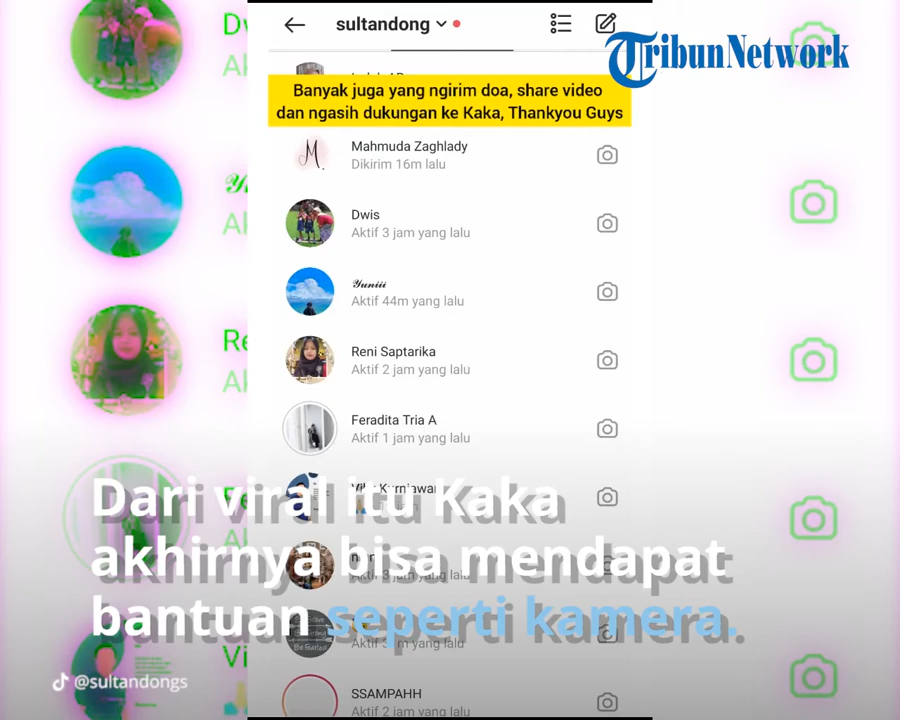 sultandong
TribunNetwork
Banyak juga yang ngirim doa, share video
dan ngasih dukungan ke Kaka, Thankyou Guys
Mahmuda Zaghlady
Dikirim 16m lalu
Dwis
Aktif 3 jam yang lalu
𝓨𝓾𝓷𝓲𝓲𝓲
Aktif 44m yang lalu
Reni Saptarika
Aktif 2 jam yang lalu
Feradita Tria A
Aktif 1 jam yang lalu
Dari viral itu Kaka
akhirnya bisa mendapat
bantuan seperti kamera.
@sultandongs
SSAMPAHH
Aktif 2 jam yang lalu